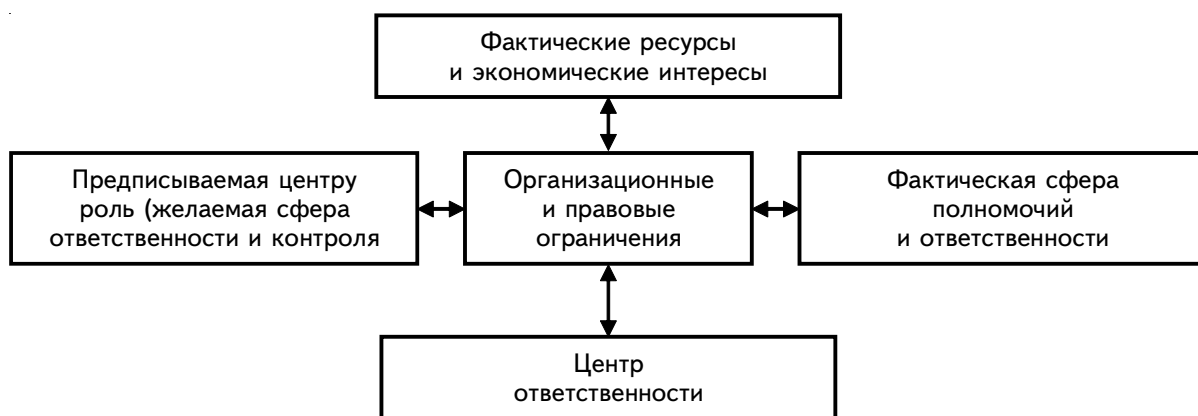 Фактические ресурсы
и экономические интересы
Предписываемая центру
роль (желаемая сфера
ответственности и контроля
Организационные
и правовые
ограничения
Фактическая сфера
полномочий
и ответственности
Центр
ответственности